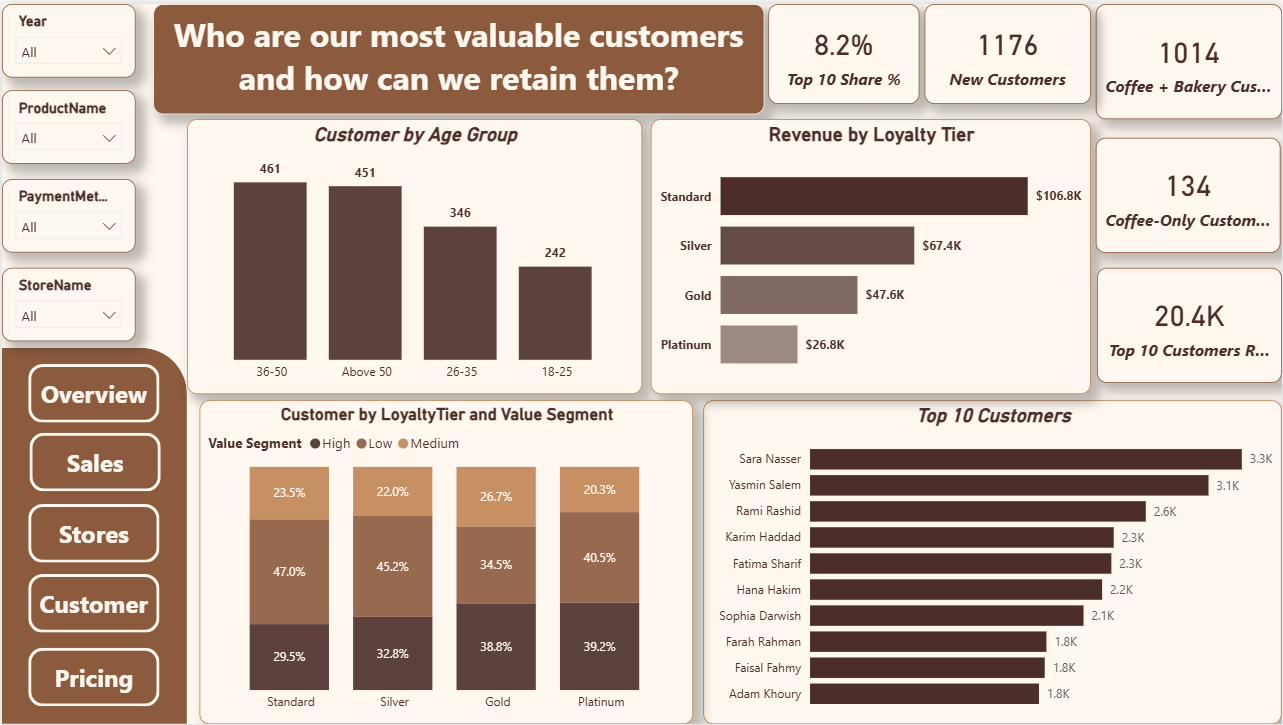 Year
All
ProductName
All
PaymentMet...
All
StoreName
All
Overview
Sales
Stores
Customer
Pricing
Who are our most valuable customers
and how can we retain them?
8.2%
Top 10 Share %
1176
New Customers
1014
Coffee + Bakery Cus...
134
Coffee-Only Custom...
20.4K
Top 10 Customers R...
Customer by Age Group
461
451
346
242
36-50
Above 50
26-35
18-25
Revenue by Loyalty Tier
Standard $106.8K
Silver $67.4K
Gold $47.6K
Platinum $26.8K
Customer by LoyaltyTier and Value Segment
Value Segment High Low Medium
23.5% 22.0% 26.7% 20.3%
47.0% 45.2% 34.5% 40.5%
29.5% 32.8% 38.8% 39.2%
Standard Silver Gold Platinum
Top 10 Customers
Sara Nasser 3.3K
Yasmin Salem 3.1K
Rami Rashid 2.6K
Karim Haddad 2.3K
Fatima Sharif 2.3K
Hana Hakim 2.2K
Sophia Darwish 2.1K
Farah Rahman 1.8K
Faisal Fahmy 1.8K
Adam Khoury 1.8K